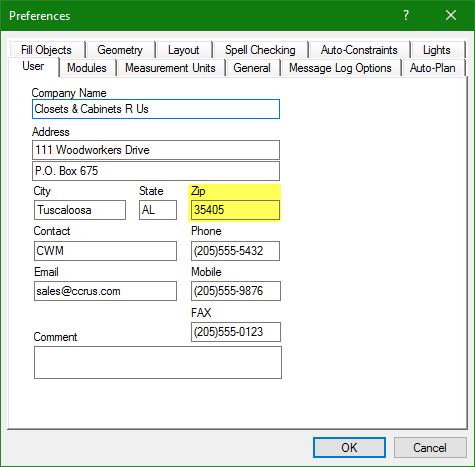 Preferences
Fill Objects Geometry Layout Spell Checking Auto-Constraints Lights
User Modules Measurement Units General Message Log Options Auto-Plan
Company Name
Closets & Cabinets R Us
Address
111 Woodworkers Drive
P.O. Box 675
City State Zip
Tuscaloosa AL 35405
Contact Phone
CWM (205)555-5432
Email Mobile
sales@ccrus.com (205)555-9876
FAX
(205)555-0123
Comment
OK Cancel